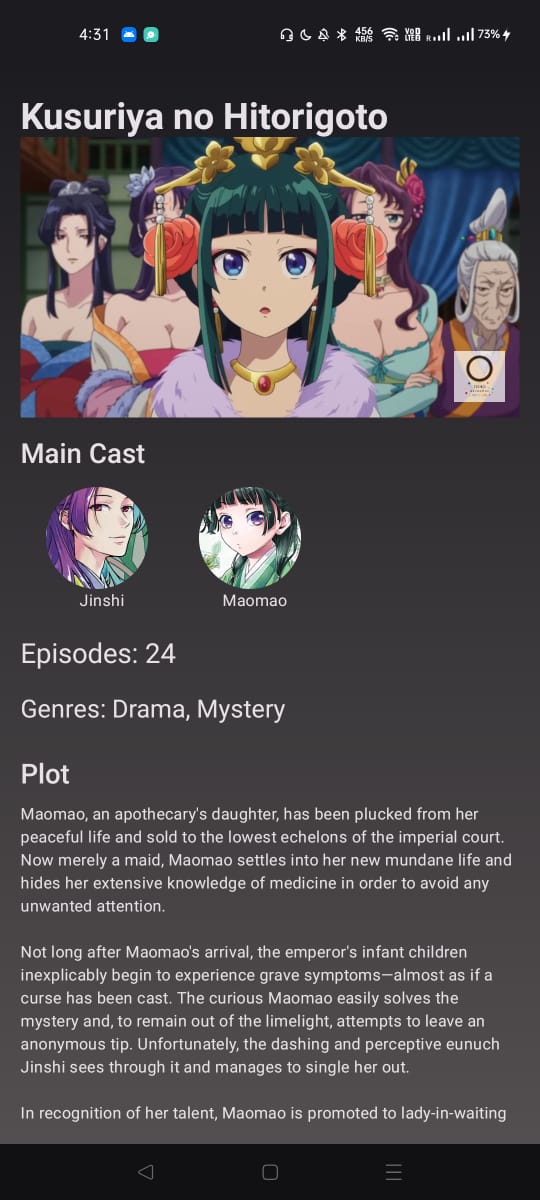 4:31
456
KB/S
Vo
LTE
R
73%
Kusuriya no Hitorigoto
Main Cast
Jinshi
Maomao
Episodes: 24
Genres: Drama, Mystery
Plot
Maomao, an apothecary's daughter, has been plucked from her
peaceful life and sold to the lowest echelons of the imperial court.
Now merely a maid, Maomao settles into her new mundane life and
hides her extensive knowledge of medicine in order to avoid any
unwanted attention.
Not long after Maomao's arrival, the emperor's infant children
inexplicably begin to experience grave symptoms—almost as if a
curse has been cast. The curious Maomao easily solves the
mystery and, to remain out of the limelight, attempts to leave an
anonymous tip. Unfortunately, the dashing and perceptive eunuch
Jinshi sees through it and manages to single her out.
In recognition of her talent, Maomao is promoted to lady-in-waiting